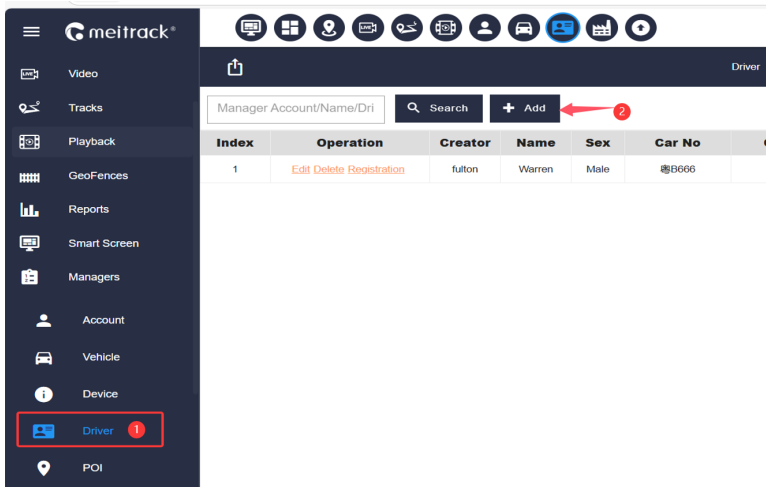 meitrack®
LIVE
LIVE
Video
Driver
Tracks
Manager Account/Name/Dri
Search
Add
2
Playback
Index Operation Creator Name Sex Car No
1 Edit Delete Registration fulton Warren Male 粤B666
GeoFences
Reports
Smart Screen
Managers
Account
Vehicle
Device
Driver 1
POI